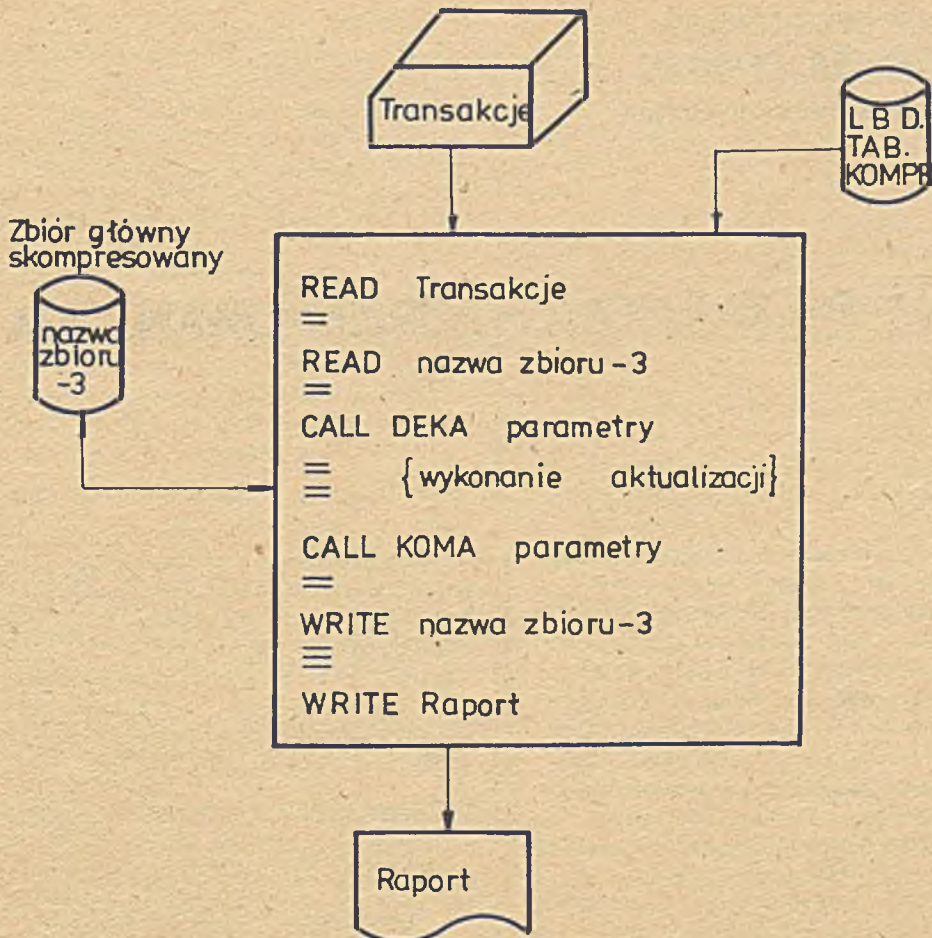 Transakcje
L B D.
TAB.
KOMPR
Zbiór główny
skompresowany
nazwa
zbioru
-3
READ Transakcje
READ nazwa zbioru-3
CALL DEKA parametry
{wykonanie aktualizacji}
CALL KOMA parametry
WRITE nazwa zbioru-3
WRITE Raport
Raport